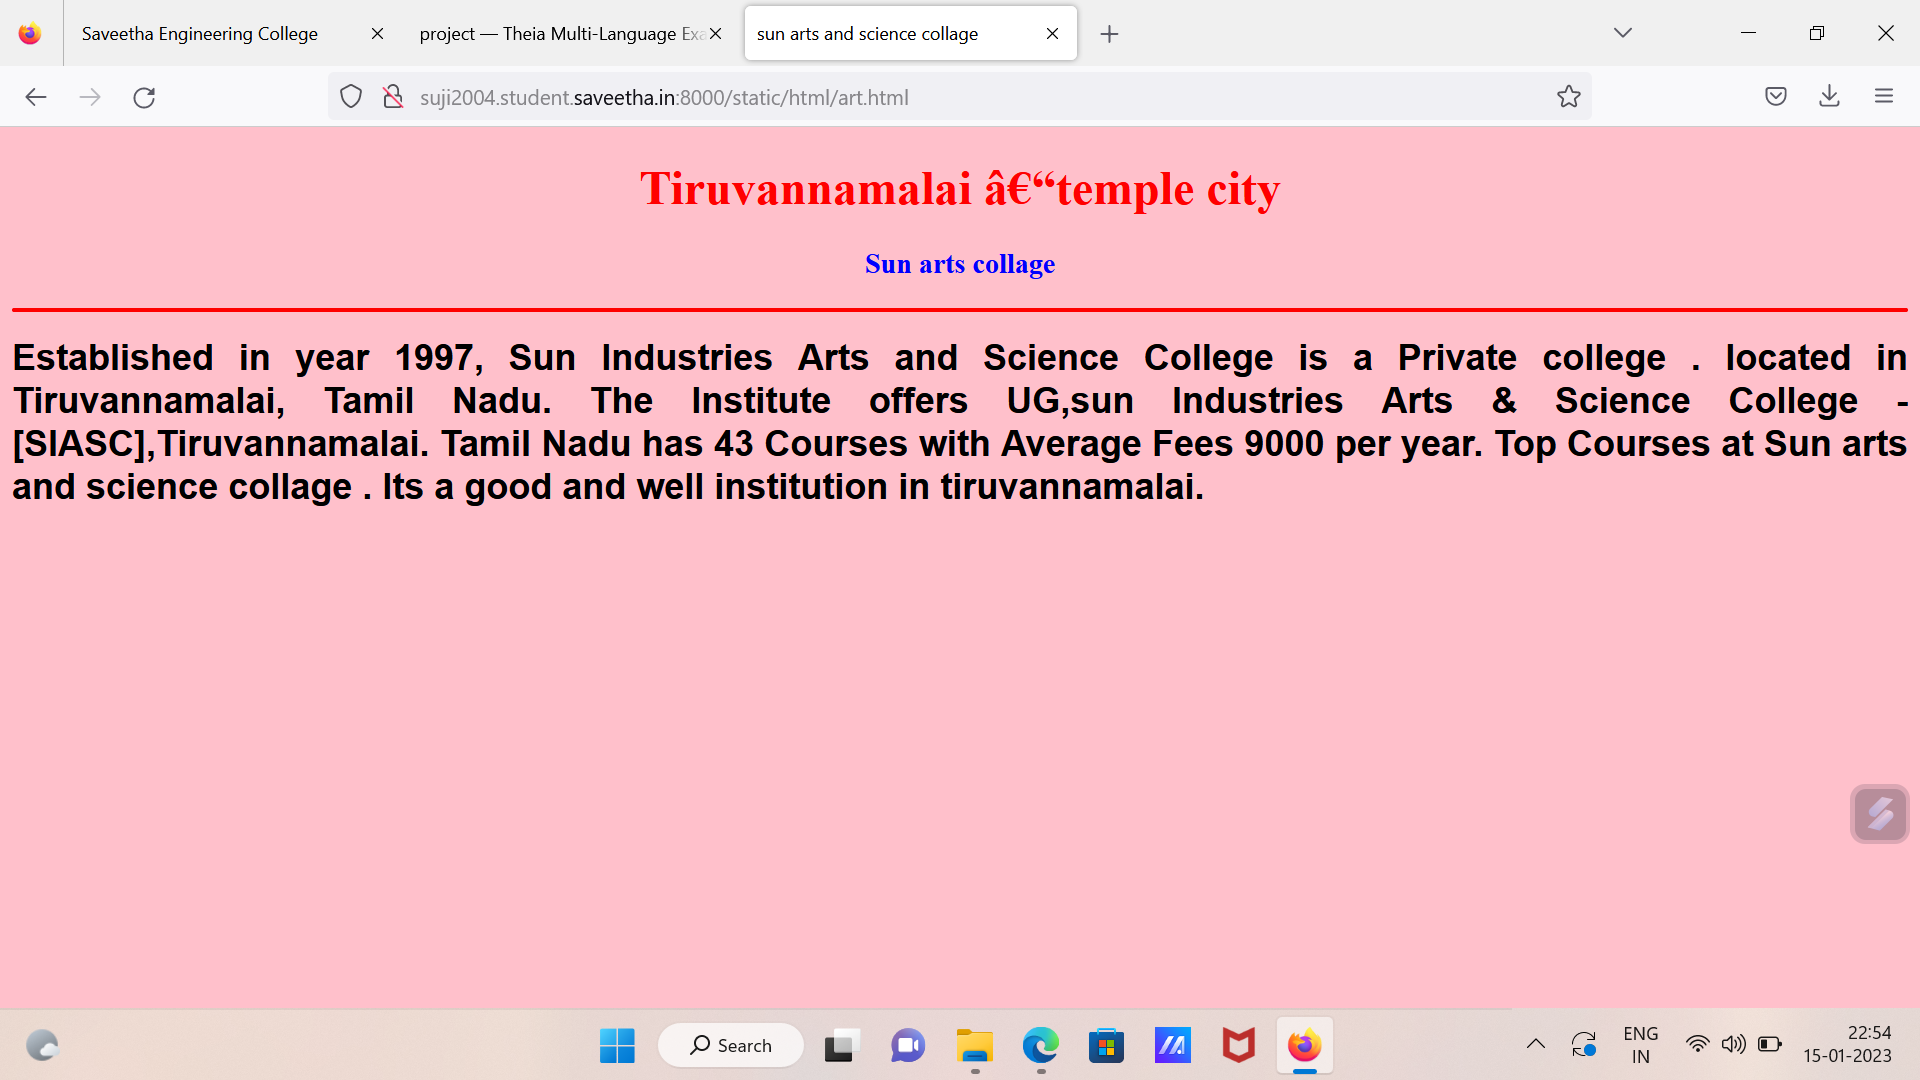 Saveetha Engineering College
project — Theia Multi-Language Exa
sun arts and science collage
suji2004.student.saveetha.in:8000/static/html/art.html
Tiruvannamalai â€“temple city
Sun arts collage
Established in year 1997, Sun Industries Arts and Science College is a Private college . located in
Tiruvannamalai, Tamil Nadu. The Institute offers UG,sun Industries Arts & Science College -
[SIASC],Tiruvannamalai. Tamil Nadu has 43 Courses with Average Fees 9000 per year. Top Courses at Sun arts
and science collage . Its a good and well institution in tiruvannamalai.
Search
ENG
IN
22:54
15-01-2023